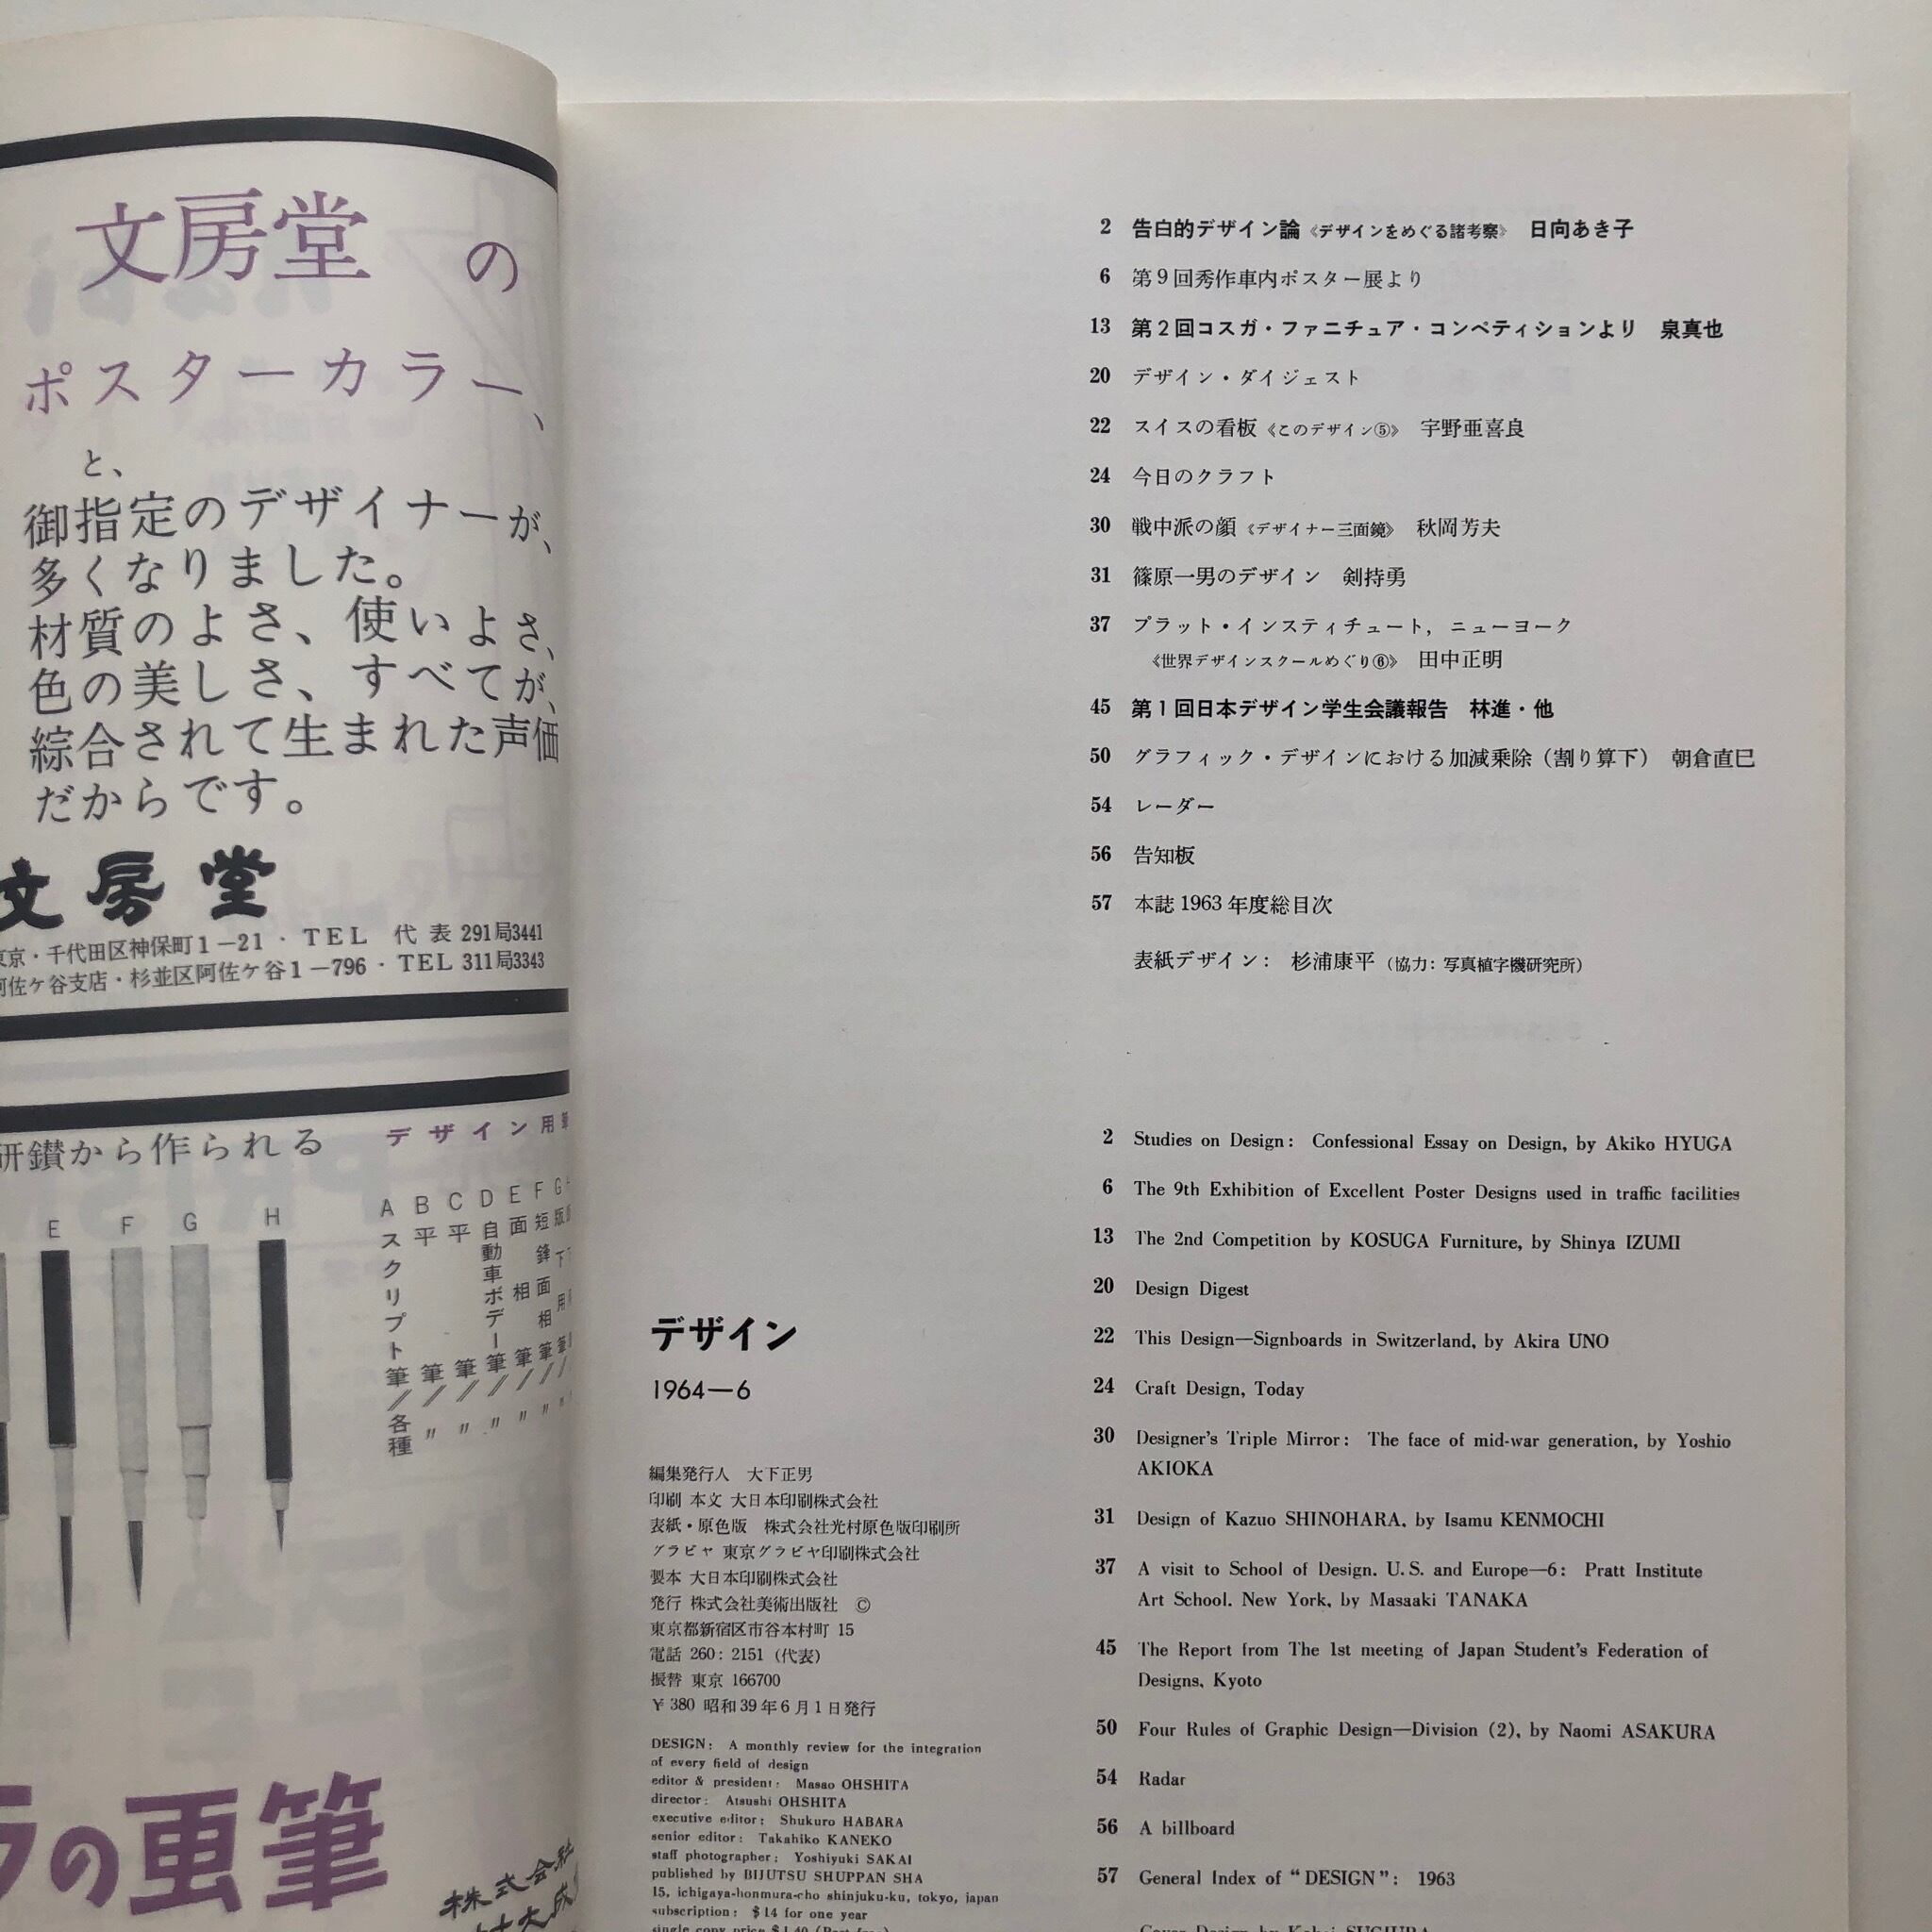 文房堂の
ポスターカラー、
と、
御指定のデザイナーが、
多くなりました。
材質のよさ、使いよさ、
色の美しさ、すべてが、
綜合されて生まれた声価
だからです。
文房堂
東京・千代田区神保町1−21・TEL 代表 291局3441
阿佐ケ谷支店・杉並区阿佐ケ谷1−796・TEL 311局3343
研鑚から作られる
デザイン用筆
E F G H
A スクリプト筆//各種
B 平筆//〃
C 平筆//〃
D 自動車ボデー筆//〃
E 面相筆//〃
F 短鋒面相筆//〃
G 版下用筆//〃
の画筆
株式会社
2 告白的デザイン論《デザインをめぐる諸考察》 日向あき子
6 第9回秀作車内ポスター展より
13 第2回コスガ・ファニチュア・コンペティションより 泉真也
20 デザイン・ダイジェスト
22 スイスの看板《このデザイン⑤》 宇野亜喜良
24 今日のクラフト
30 戦中派の顔《デザイナー三面鏡》 秋岡芳夫
31 篠原一男のデザイン 剣持勇
37 プラット・インスティチュート，ニューヨーク
《世界デザインスクールめぐり⑥》 田中正明
45 第1回日本デザイン学生会議報告 林進・他
50 グラフィック・デザインにおける加減乗除（割り算下） 朝倉直巳
54 レーダー
56 告知板
57 本誌1963年度総目次
表紙デザイン： 杉浦康平（協力：写真植字機研究所）
デザイン
1964—6
編集発行人 大下正男
印刷 本文 大日本印刷株式会社
表紙・原色版 株式会社光村原色版印刷所
グラビヤ 東京グラビヤ印刷株式会社
製本 大日本印刷株式会社
発行 株式会社美術出版社 ©
東京都新宿区市谷本村町 15
電話 260：2151（代表）
振替 東京 166700
￥380 昭和39年6月1日発行
DESIGN: A monthly review for the integration
of every field of design
editor & president: Masao OHSHITA
director: Atsushi OHSHITA
executive editor: Shukuro HABARA
senior editor: Takahiko KANEKO
staff photographer: Yoshiyuki SAKAI
published by BIJUTSU SHUPPAN SHA
15, ichigaya-honmura-cho shinjuku-ku, tokyo, japan
subscription: $14 for one year
single copy price $1.40
2 Studies on Design: Confessional Essay on Design, by Akiko HYUGA
6 The 9th Exhibition of Excellent Poster Designs used in traffic facilities
13 The 2nd Competition by KOSUGA Furniture, by Shinya IZUMI
20 Design Digest
22 This Design—Signboards in Switzerland, by Akira UNO
24 Craft Design, Today
30 Designer's Triple Mirror: The face of mid-war generation, by Yoshio
AKIOKA
31 Design of Kazuo SHINOHARA, by Isamu KENMOCHI
37 A visit to School of Design. U.S. and Europe—6: Pratt Institute
Art School. New York, by Masaaki TANAKA
45 The Report from The 1st meeting of Japan Student's Federation of
Designs, Kyoto
50 Four Rules of Graphic Design—Division (2), by Naomi ASAKURA
54 Radar
56 A billboard
57 General Index of “DESIGN”: 1963
Cover Design by Kohei SUGIURA